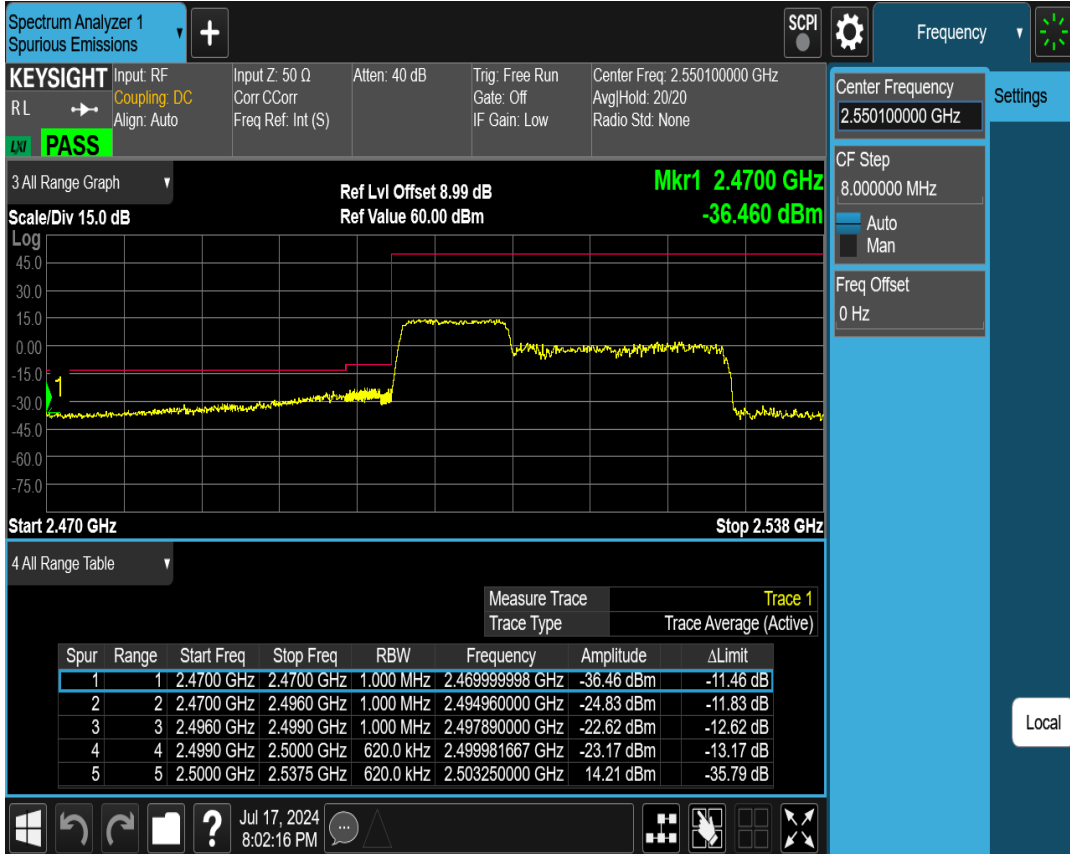 Spectrum Analyzer 1
Spurious Emissions
+
SCPI
Frequency
KEYSIGHT
RL
LXI
PASS
Input: RF
Coupling: DC
Align: Auto
Input Z: 50 Ω
Corr CCorr
Freq Ref: Int (S)
Atten: 40 dB
Trig: Free Run
Gate: Off
IF Gain: Low
Center Freq: 2.550100000 GHz
Avg|Hold: 20/20
Radio Std: None
Center Frequency
2.550100000 GHz
Settings
CF Step
8.000000 MHz
Auto
Man
Freq Offset
0 Hz
3 All Range Graph
Ref Lvl Offset 8.99 dB
Mkr1 2.4700 GHz
Scale/Div 15.0 dB
Ref Value 60.00 dBm
-36.460 dBm
Log
45.0
30.0
15.0
0.00
-15.0
1
-30.0
-45.0
-60.0
-75.0
Start 2.470 GHz
Stop 2.538 GHz
4 All Range Table
Measure Trace Trace 1
Trace Type Trace Average (Active)
Spur Range Start Freq Stop Freq RBW Frequency Amplitude ΔLimit
1 1 2.4700 GHz 2.4700 GHz 1.000 MHz 2.469999998 GHz -36.46 dBm -11.46 dB
2 2 2.4700 GHz 2.4960 GHz 1.000 MHz 2.494960000 GHz -24.83 dBm -11.83 dB
3 3 2.4960 GHz 2.4990 GHz 1.000 MHz 2.497890000 GHz -22.62 dBm -12.62 dB
4 4 2.4990 GHz 2.5000 GHz 620.0 kHz 2.499981667 GHz -23.17 dBm -13.17 dB
5 5 2.5000 GHz 2.5375 GHz 620.0 kHz 2.503250000 GHz 14.21 dBm -35.79 dB
Local
?
Jul 17, 2024
8:02:16 PM